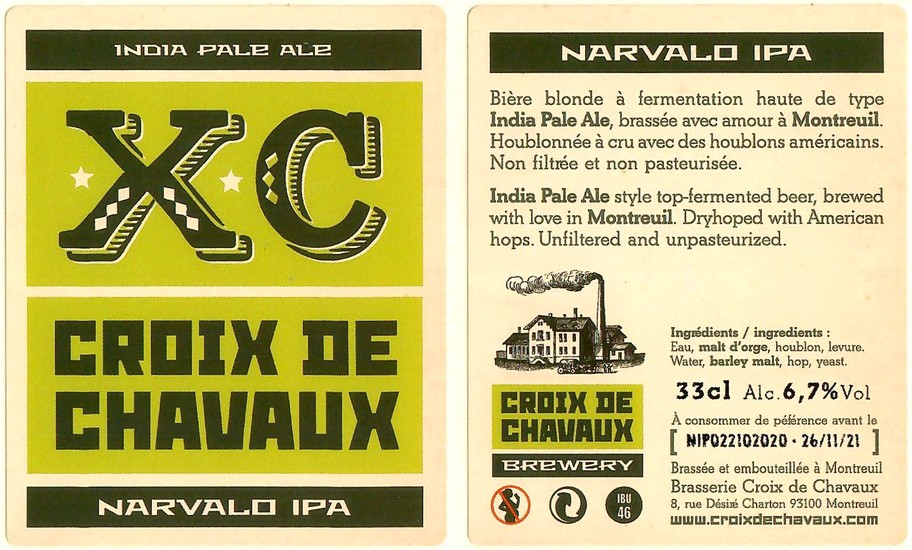 INDIA PALE ALE
XC
CROIX DE
CHAVAUX
NARVALO IPA
NARVALO IPA
Bière blonde à fermentation haute de type
India Pale Ale, brassée avec amour à Montreuil.
Houblonnée à cru avec des houblons américains.
Non filtrée et non pasteurisée.
India Pale Ale style top-fermented beer, brewed
with love in Montreuil. Dryhoped with American
hops. Unfiltered and unpasteurized.
Ingrédients / ingredients :
Eau, malt d'orge, houblon, levure.
Water, barley malt, hop, yeast.
33cl Alc.6,7%Vol
À consommer de péférence avant le
[ NIP022102020 · 26/11/21 ]
CROIX DE
CHAVAUX
BREWERY
IBU
46
Brassée et embouteillée à Montreuil
Brasserie Croix de Chavaux
8, rue Désiré Charton 93100 Montreuil
www.croixdechavaux.com